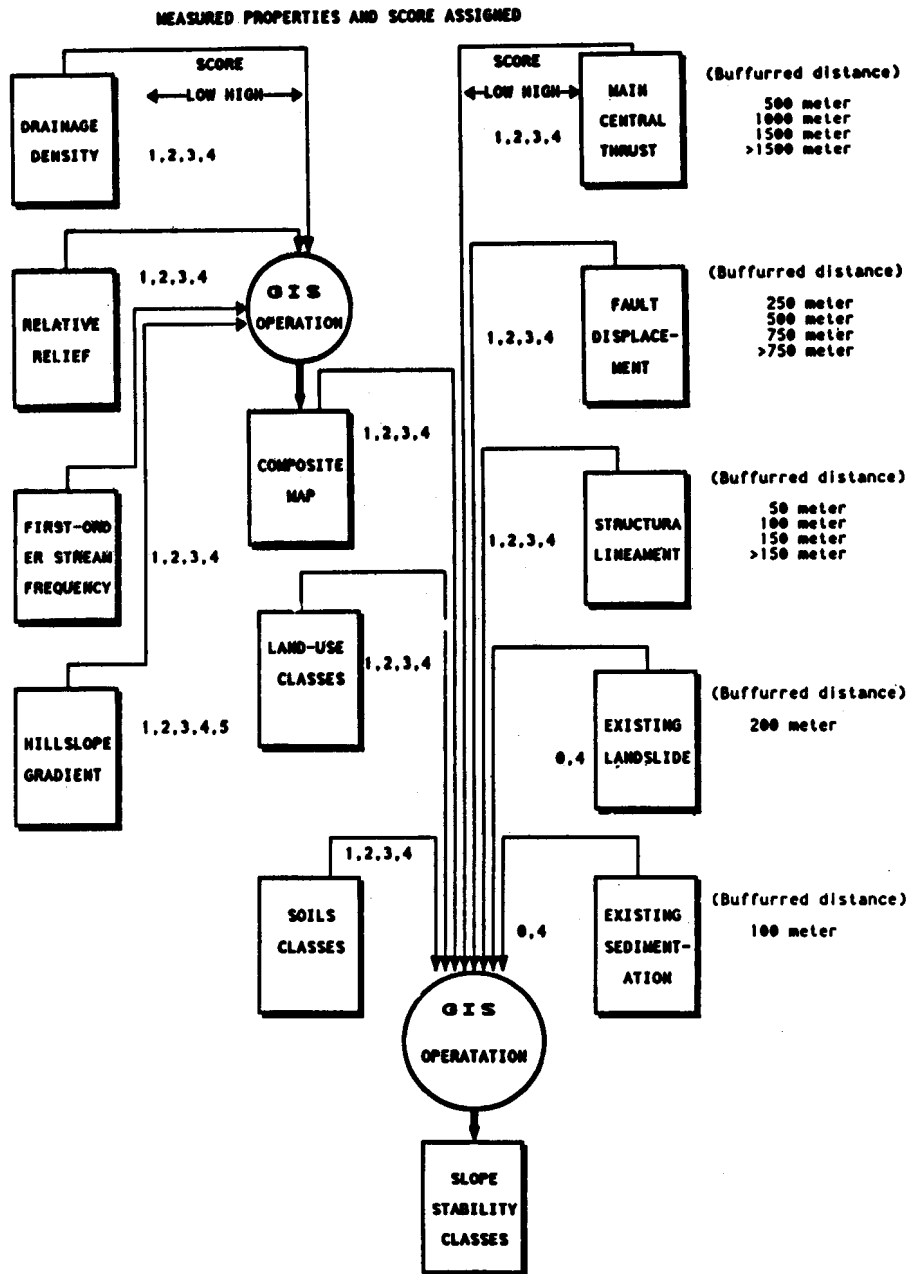 MEASURED PROPERTIES AND SCORE ASSIGNED
SCORE
LOW HIGH
DRAINAGE
DENSITY
1,2,3,4
RELATIVE
RELIEF
1,2,3,4
GIS
OPERATION
FIRST-ORD
ER STREAM
FREQUENCY
1,2,3,4
HILLSLOPE
GRADIENT
1,2,3,4,5
COMPOSITE
MAP
1,2,3,4
LAND-USE
CLASSES
1,2,3,4
SOILS
CLASSES
1,2,3,4
SCORE
LOW HIGH
1,2,3,4
MAIN
CENTRAL
THRUST
(Buffurred distance)
500 meter
1000 meter
1500 meter
>1500 meter
1,2,3,4
FAULT
DISPLACE-
MENT
(Buffurred distance)
250 meter
500 meter
750 meter
>750 meter
1,2,3,4
STRUCTURA
LINEAMENT
(Buffurred distance)
50 meter
100 meter
150 meter
>150 meter
0,4
EXISTING
LANDSLIDE
(Buffurred distance)
200 meter
0,4
EXISTING
SEDIMENT-
ATION
(Buffurred distance)
100 meter
GIS
OPERATATION
SLOPE
STABILITY
CLASSES